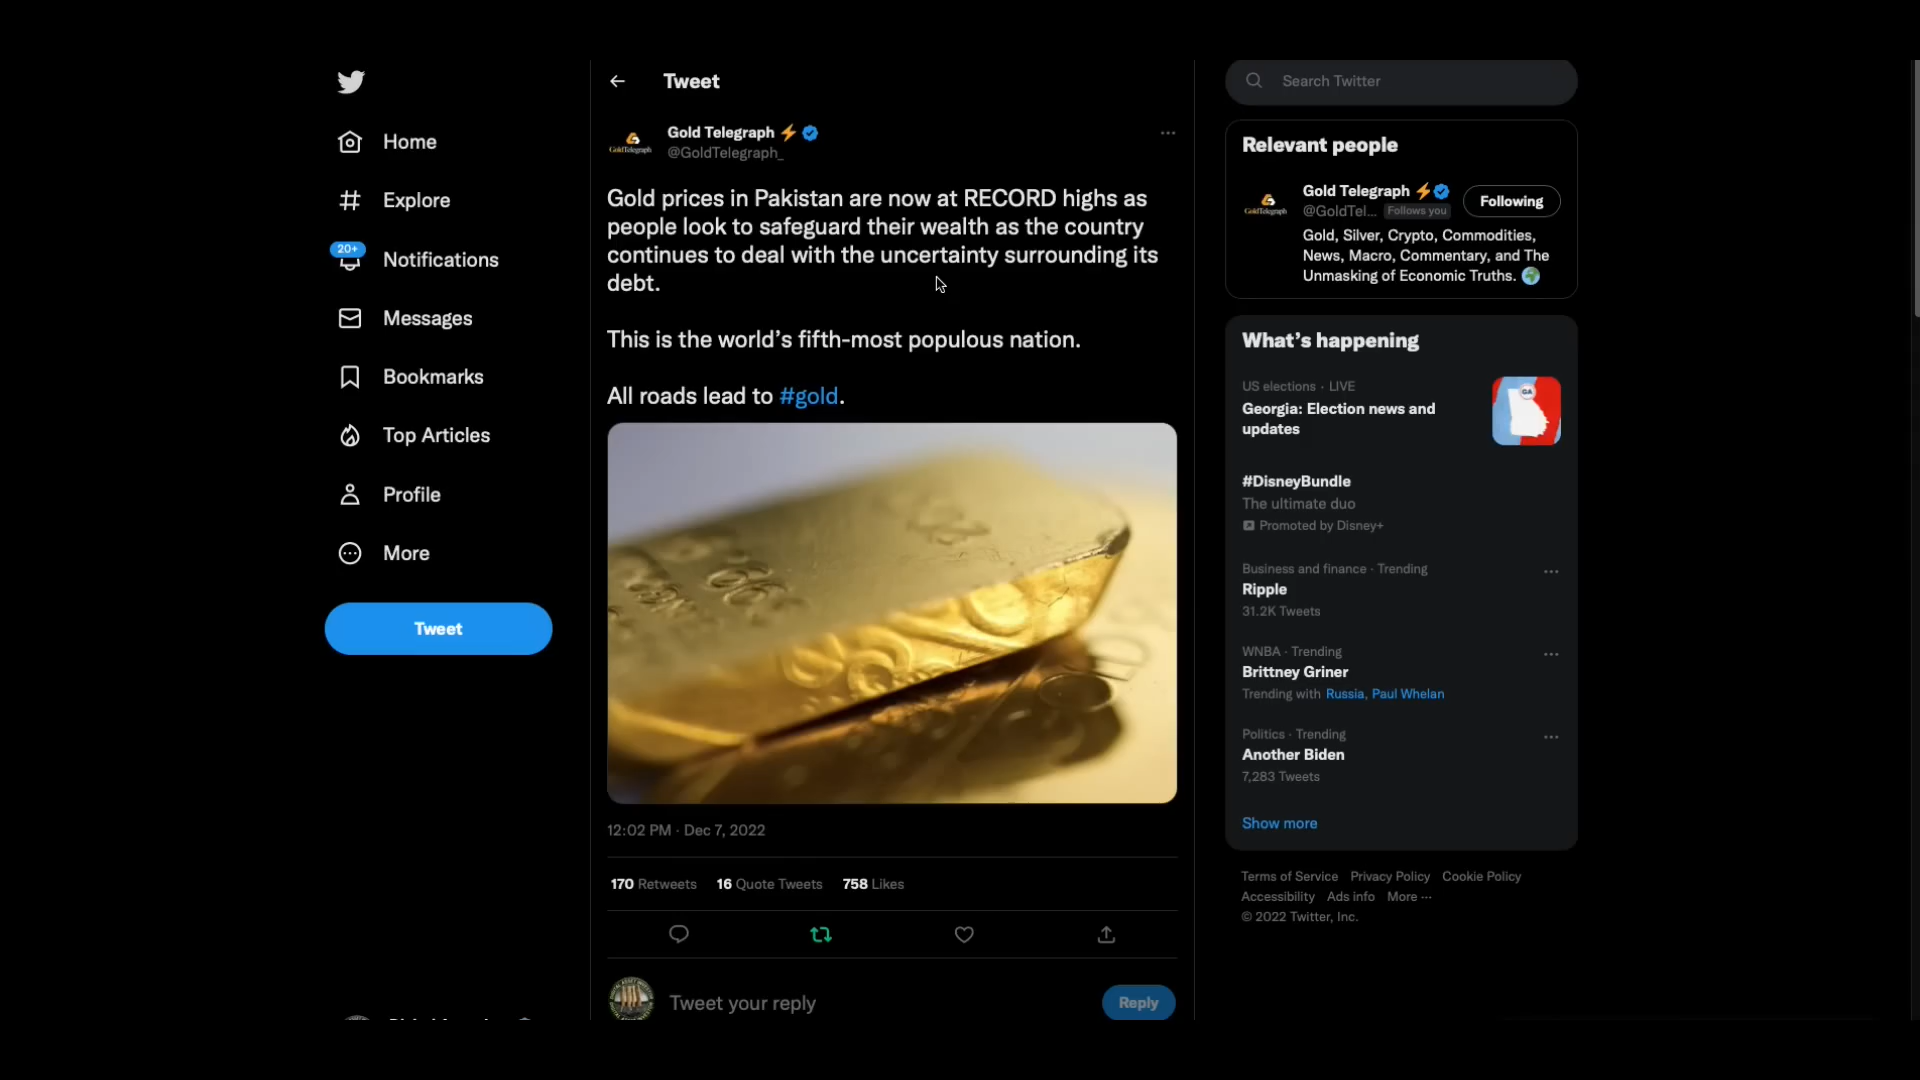 Home
Explore
20+
Notifications
Messages
Bookmarks
Top Articles
Profile
More
Tweet
Tweet
Gold Telegraph
@GoldTelegraph_
Gold prices in Pakistan are now at RECORD highs as
people look to safeguard their wealth as the country
continues to deal with the uncertainty surrounding its
debt.
This is the world’s fifth-most populous nation.
All roads lead to #gold.
12:02 PM · Dec 7, 2022
170 Retweets 16 Quote Tweets 758 Likes
Tweet your reply
Reply
Search Twitter
Relevant people
Gold Telegraph
@GoldTel... Follows you
Following
Gold, Silver, Crypto, Commodities,
News, Macro, Commentary, and The
Unmasking of Economic Truths.
What’s happening
US elections · LIVE
Georgia: Election news and
updates
GA
#DisneyBundle
The ultimate duo
Promoted by Disney+
Business and finance · Trending
Ripple
31.2K Tweets
WNBA · Trending
Brittney Griner
Trending with Russia, Paul Whelan
Politics · Trending
Another Biden
7,283 Tweets
Show more
Terms of Service Privacy Policy Cookie Policy
Accessibility Ads info More ···
© 2022 Twitter, Inc.